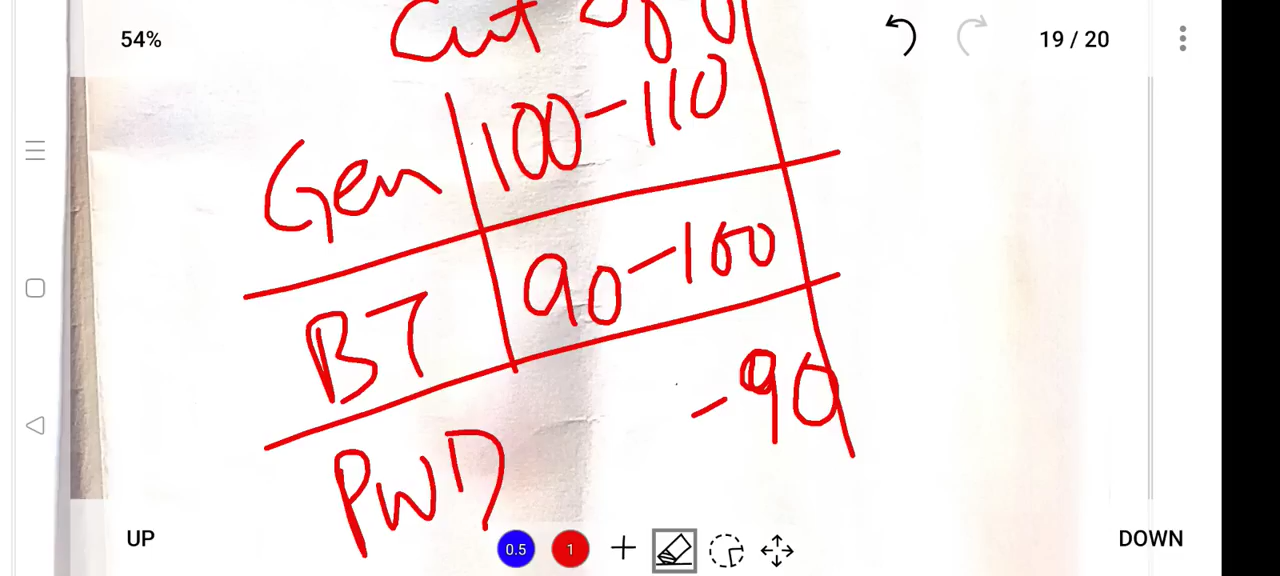 54%
19 / 20
Cut off
Gen 100-110
BT 90-100
PWD -90
UP
0.5
1
DOWN